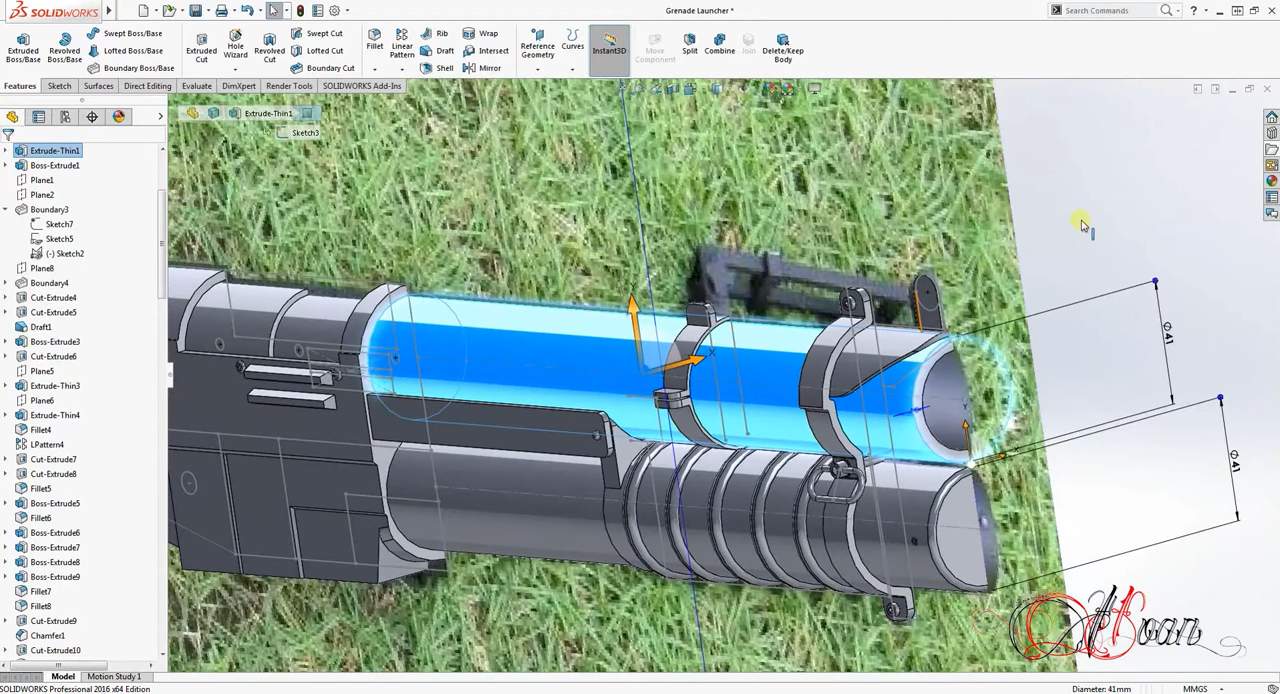 SOLIDWORKS
Grenade Launcher *
Search Commands
Extruded Boss/Base
Revolved Boss/Base
Swept Boss/Base
Lofted Boss/Base
Boundary Boss/Base
Extruded Cut
Hole Wizard
Revolved Cut
Swept Cut
Lofted Cut
Boundary Cut
Fillet
Linear Pattern
Rib
Draft
Shell
Wrap
Intersect
Mirror
Reference Geometry
Curves
Instant3D
Move Component
Split
Combine
Join
Delete/Keep Body
Features
Sketch
Surfaces
Evaluate
DimXpert
Render Tools
Direct Editing
SOLIDWORKS Add-Ins
Extrude-Thin1
Sketch3
Extrude-Thin1
Boss-Extrude1
Plane1
Plane2
Boundary3
Sketch7
Sketch5
(-) Sketch2
Plane8
Boundary4
Cut-Extrude4
Cut-Extrude5
Draft1
Boss-Extrude3
Cut-Extrude6
Plane5
Extrude-Thin3
Plane6
Extrude-Thin4
Fillet4
LPattern4
Cut-Extrude7
Cut-Extrude8
Fillet5
Boss-Extrude5
Fillet6
Boss-Extrude6
Boss-Extrude7
Boss-Extrude8
Boss-Extrude9
Fillet7
Fillet8
Cut-Extrude9
Chamfer1
Cut-Extrude10
X
Ø41
Ø41
Model
Motion Study 1
SOLIDWORKS Professional 2016 x64 Edition
Diameter: 41mm
MMGS